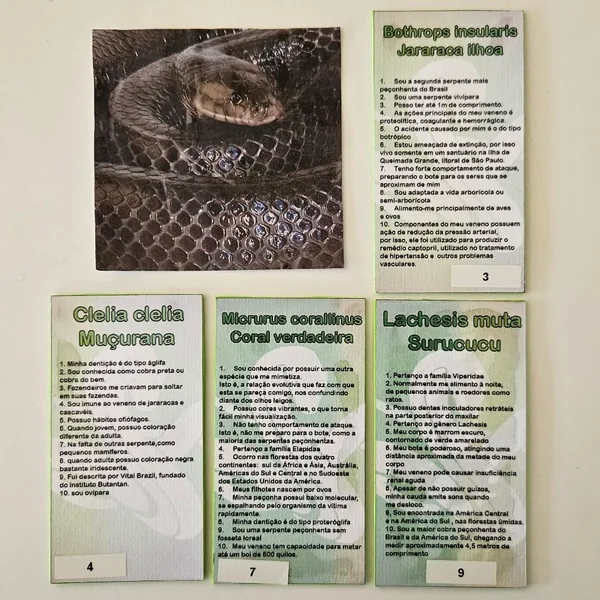 Bothrops insularis
Jararaca ilhoa
1. Sou a segunda serpente mais
peçonhenta do Brasil
2. Sou uma serpente vivípara
3. Posso ter até 1m de comprimento.
4. As ações principais do meu veneno é
proteolítica, coagulante e hemorrágica.
5. O acidente causado por mim é o do tipo
botrópico
6. Estou ameaçada de extinção, por isso
vivo somente em um santuário na Ilha de
Queimada Grande, litoral de São Paulo.
7. Tenho forte comportamento de ataque,
preparando o bote para os seres que se
aproximam de mim
8. Sou adaptada a vida arborícola ou
semi-arborícola
9. Alimento-me principalmente de aves
e ovos
10. Componentes do meu veneno possuem
ação de redução da pressão arterial,
por isso, ele foi utilizado para produzir o
remédio captopril, utilizado no tratamento
de hipertensão e outros problemas
vasculares.
3
Clelia clelia
Muçurana
1. Minha dentição é do tipo áglifa
2. Sou conhecida como cobra preta ou
cobra do bem.
3. Fazendeiros me criavam para soltar
em suas fazendas.
4. Sou imune ao veneno de jararacas e
cascavéis.
5. Possuo hábitos ofiófagos.
6. Quando jovem, possuo coloração
diferente da adulta.
7. Na falta de outras serpente,como
pequenos mamíferos.
8. quando adulta possuo coloração negra
bastante iridescente.
9. Fui descrita por Vital Brazil, fundado
do Instituto Butantan.
10. sou ovípara
4
Micrurus corallinus
Coral verdadeira
1. Sou conhecida por possuir uma outra
espécie que me mimetiza.
Isto é, a relação evolutiva que faz com que
esta se pareça comigo, nos confundindo
diante dos olhos leigos.
2. Possuo cores vibrantes, o que torna
fácil minha visualização.
3. Não tenho comportamento de ataque.
Isto é, não me preparo para o bote, como a
maioria das serpentes peçonhentas.
4. Pertenço a família Elapidae
5. Ocorro nas florestas dos quatro
continentes: sul da África e Ásia, Austrália,
Américas do Sul e Central e no Sudoeste
dos Estados Unidos da América.
6. Meus filhotes nascem por ovos
7. Minha peçonha possui baixo molecular,
se espalhando pelo organismo da vítima
rapidamente.
8. Minha dentição é do tipo proteróglifa
9. Sou uma serpente peçonhenta sem
fosseta loreal
10. Meu veneno tem capacidade para matar
até um boi de 500 quilos.
7
Lachesis muta
Surucucu
1. Pertenço a família Viperidae
2. Normalmente me alimento à noite,
de pequenos animais e roedores como
ratos.
3. Possuo dentes inoculadores retráteis
na parte posterior do maxilar
4. Pertenço ao gênero Lachesis
5. Meu corpo é marrom escuro,
contornado de verde amarelado
6. Meu bote é poderoso, atingindo uma
distância aproximada da metade do meu
corpo
7. Meu veneno pode causar insuficiência
renal aguda
8. Apesar de não possuir guizos,
minha cauda emite sons quando
me desloco.
9. Sou encontrada na América Central
e na América do Sul , nas florestas úmidas.
10. Sou a maior cobra peçonhenta do
Brasil e da América do Sul, chegando a
medir aproximadamente 4,5 metros de
comprimento
9